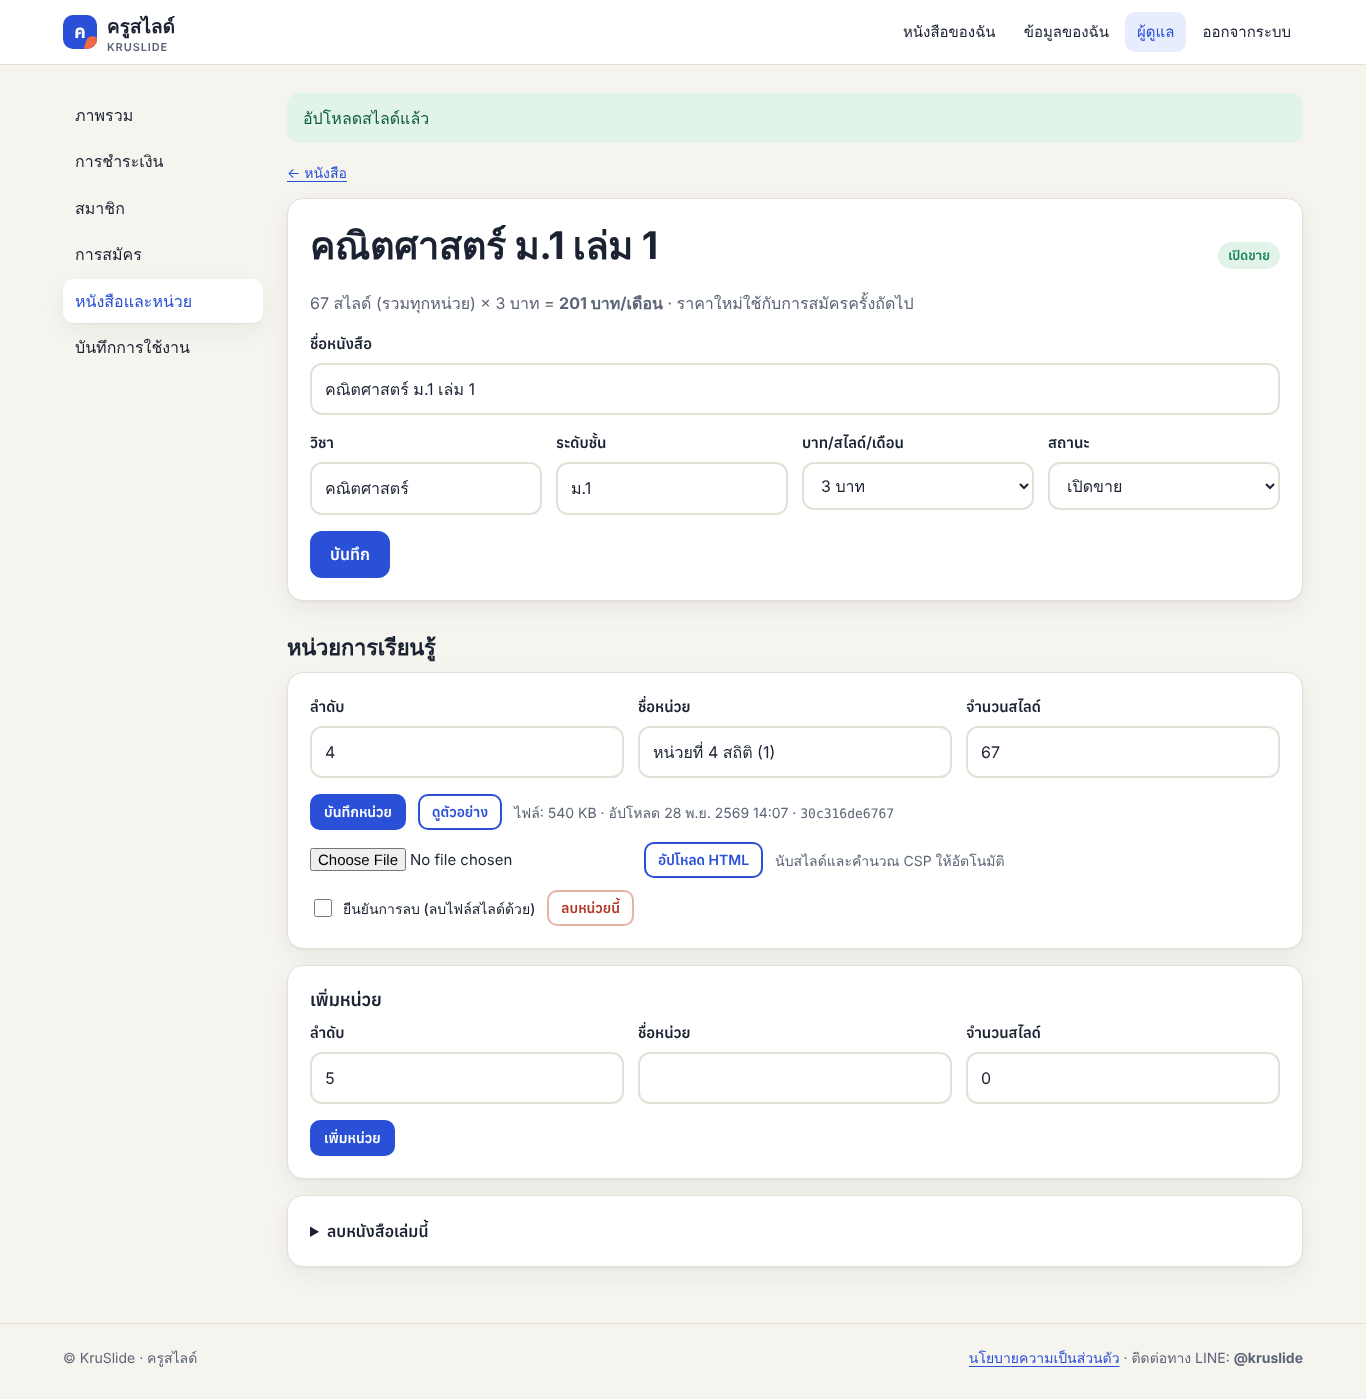 ค ครูสไลด์
KRUSLIDE
หนังสือของฉัน ข้อมูลของฉัน ผู้ดูแล ออกจากระบบ
ภาพรวม
การชำระเงิน
สมาชิก
การสมัคร
หนังสือและหน่วย
บันทึกการใช้งาน
อัปโหลดสไลด์แล้ว
← หนังสือ
คณิตศาสตร์ ม.1 เล่ม 1
เปิดขาย
67 สไลด์ (รวมทุกหน่วย) × 3 บาท = 201 บาท/เดือน · ราคาใหม่ใช้กับการสมัครครั้งถัดไป
ชื่อหนังสือ
คณิตศาสตร์ ม.1 เล่ม 1
วิชา ระดับชั้น บาท/สไลด์/เดือน สถานะ
คณิตศาสตร์ ม.1 3 บาท เปิดขาย
บันทึก
หน่วยการเรียนรู้
ลำดับ ชื่อหน่วย จำนวนสไลด์
4 หน่วยที่ 4 สถิติ (1) 67
บันทึกหน่วย ดูตัวอย่าง ไฟล์: 540 KB · อัปโหลด 28 พ.ย. 2569 14:07 · 30c316de6767
Choose File No file chosen อัปโหลด HTML นับสไลด์และคำนวณ CSP ให้อัตโนมัติ
ยืนยันการลบ (ลบไฟล์สไลด์ด้วย) ลบหน่วยนี้
เพิ่มหน่วย
ลำดับ ชื่อหน่วย จำนวนสไลด์
5 0
เพิ่มหน่วย
ลบหนังสือเล่มนี้
© KruSlide · ครูสไลด์
นโยบายความเป็นส่วนตัว · ติดต่อทาง LINE: @kruslide